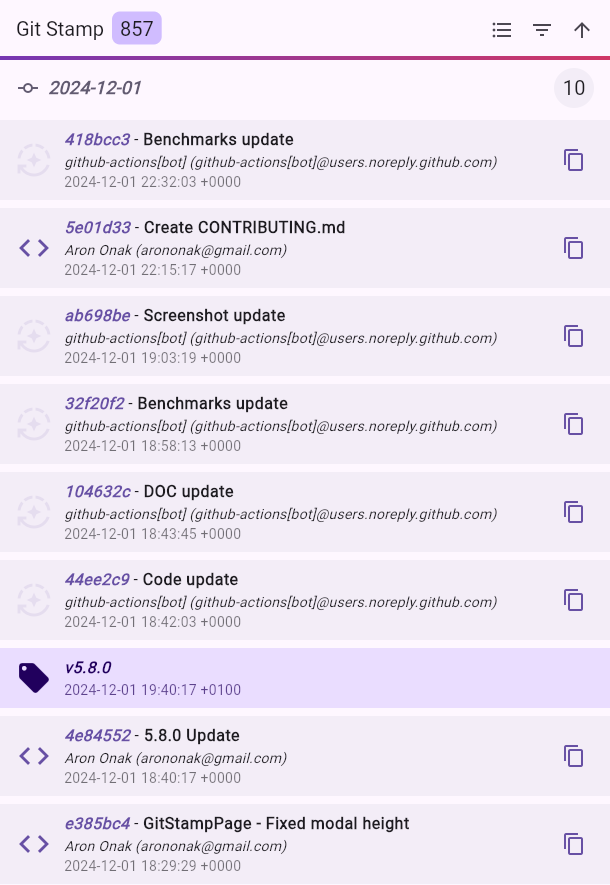 Git Stamp 857
2024-12-01 10
418bcc3 - Benchmarks update
github-actions[bot] (github-actions[bot]@users.noreply.github.com)
2024-12-01 22:32:03 +0000
5e01d33 - Create CONTRIBUTING.md
Aron Onak (arononak@gmail.com)
2024-12-01 22:15:17 +0000
ab698be - Screenshot update
github-actions[bot] (github-actions[bot]@users.noreply.github.com)
2024-12-01 19:03:19 +0000
32f20f2 - Benchmarks update
github-actions[bot] (github-actions[bot]@users.noreply.github.com)
2024-12-01 18:58:13 +0000
104632c - DOC update
github-actions[bot] (github-actions[bot]@users.noreply.github.com)
2024-12-01 18:43:45 +0000
44ee2c9 - Code update
github-actions[bot] (github-actions[bot]@users.noreply.github.com)
2024-12-01 18:42:03 +0000
v5.8.0
2024-12-01 19:40:17 +0100
4e84552 - 5.8.0 Update
Aron Onak (arononak@gmail.com)
2024-12-01 18:40:17 +0000
e385bc4 - GitStampPage - Fixed modal height
Aron Onak (arononak@gmail.com)
2024-12-01 18:29:29 +0000